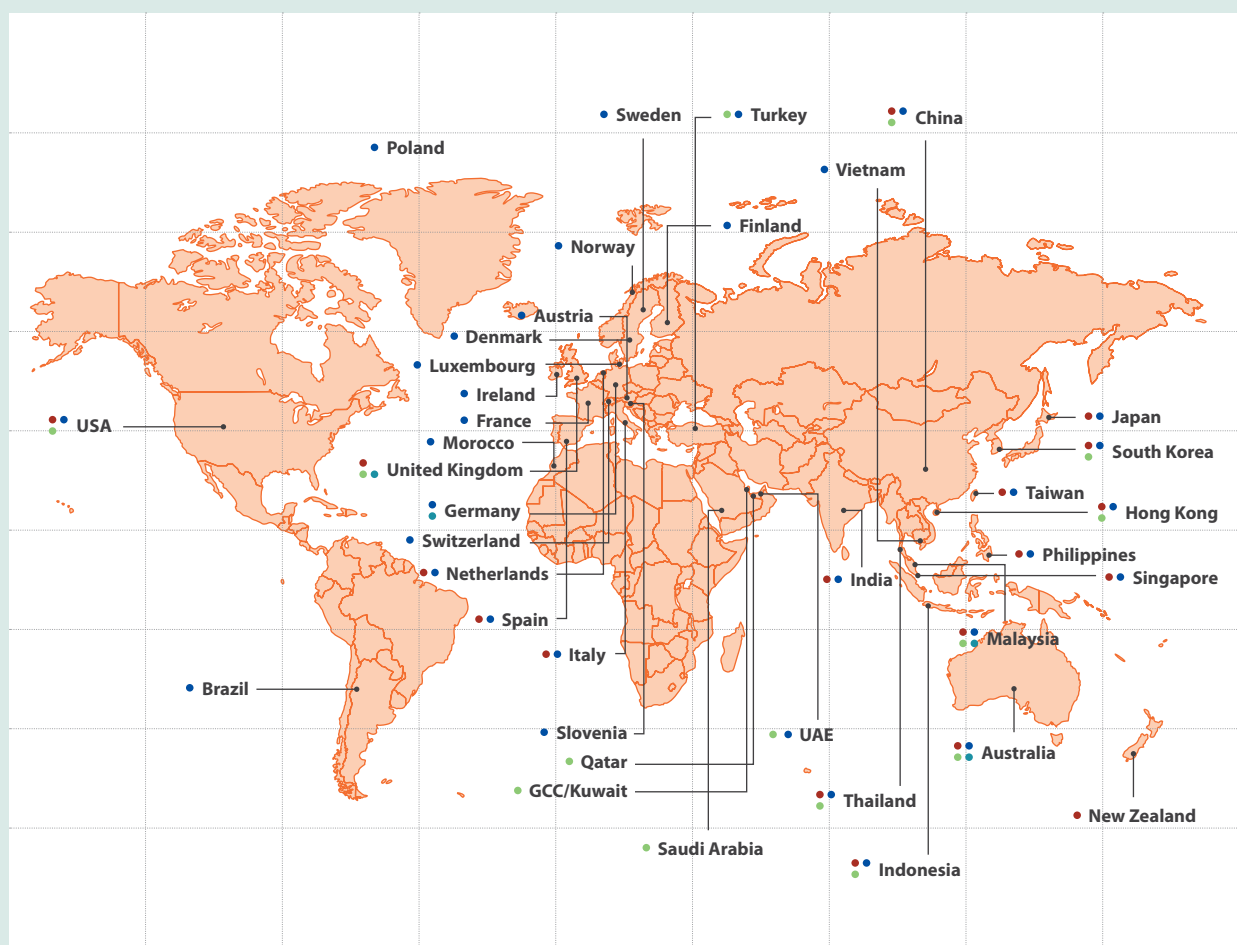 Sweden
Turkey
China
Poland
Vietnam
Finland
Norway
Austria
Denmark
Luxembourg
Ireland
France
Morocco
USA
United Kingdom
Germany
Switzerland
Netherlands
Spain
Italy
Brazil
Slovenia
Qatar
GCC/Kuwait
Saudi Arabia
UAE
Thailand
Indonesia
India
Japan
South Korea
Taiwan
Hong Kong
Philippines
Singapore
Malaysia
Australia
New Zealand